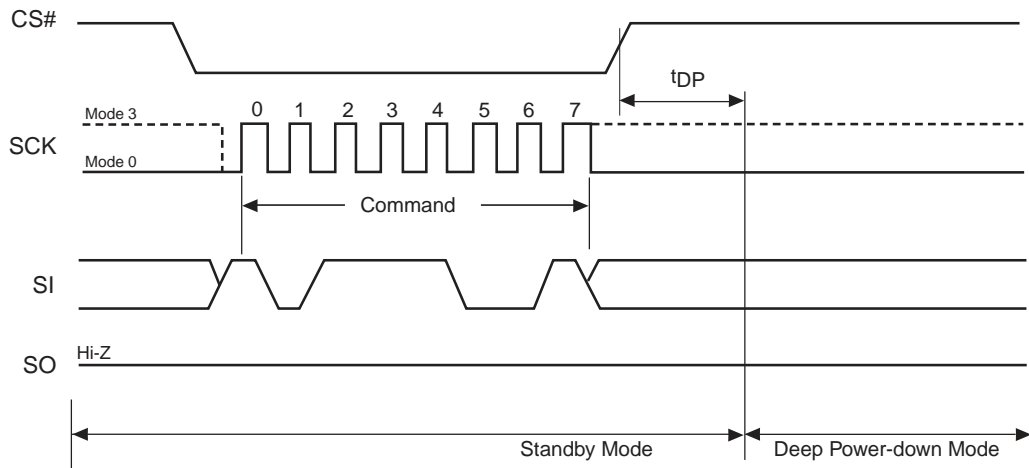 CS#
tDP
Mode 3
0 1 2 3 4 5 6 7
SCK
Mode 0
Command
SI
Hi-Z
SO
Standby Mode
Deep Power-down Mode